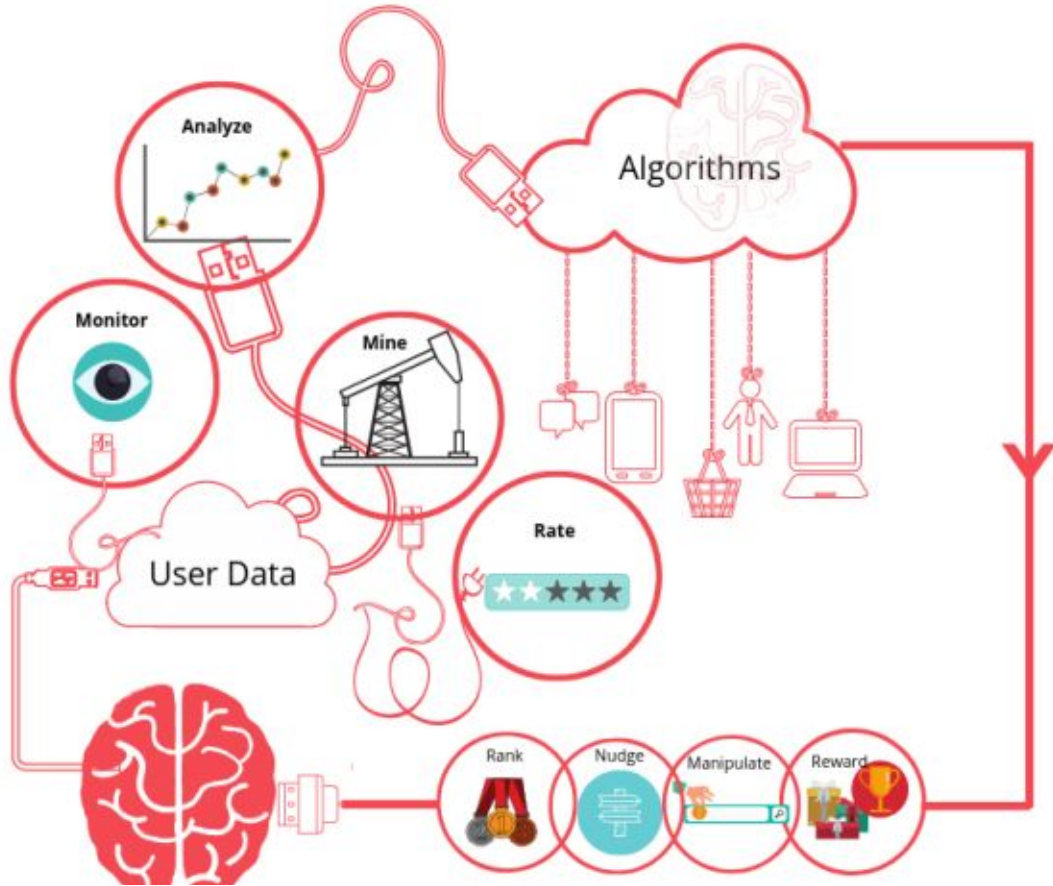 Analyze
Algorithms
Monitor
Mine
Rate
User Data
Rank
Nudge
Manipulate
Reward